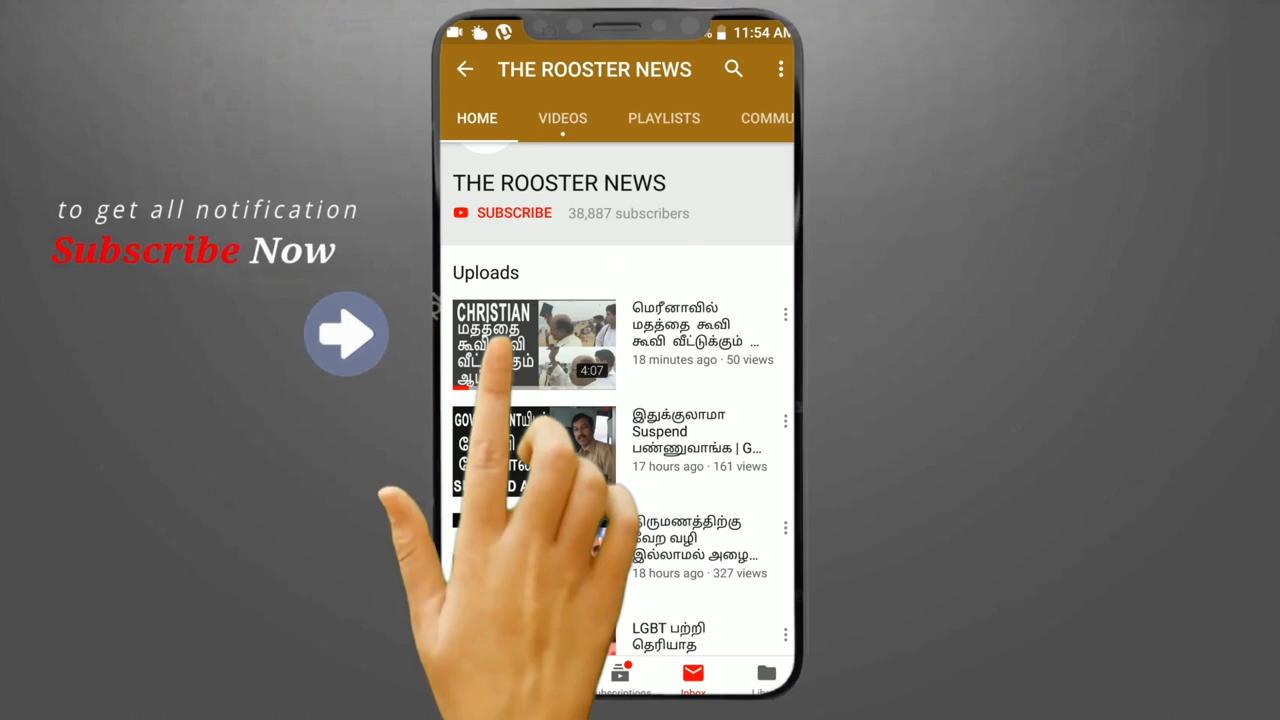 11:54 AM
THE ROOSTER NEWS
HOME VIDEOS PLAYLISTS COMMU
THE ROOSTER NEWS
SUBSCRIBE 38,887 subscribers
to get all notification
Subscribe Now
Uploads
CHRISTIAN
மதத்தை
4:07
மெரீனாவில்
மதத்தை கூவி
கூவி வீட்டுக்கும் ...
18 minutes ago · 50 views
இதுக்குலாமா
Suspend
பண்ணுவாங்க | G...
17 hours ago · 161 views
திருமணத்திற்கு
வேற வழி
இல்லாமல் அழை...
18 hours ago · 327 views
LGBT பற்றி
தெரியாத
Inbox